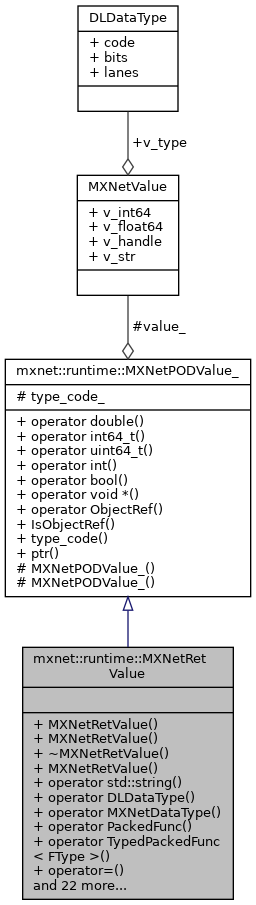 DLDataType
+ code
+ bits
+ lanes
+v_type
MXNetValue
+ v_int64
+ v_float64
+ v_handle
+ v_str
#value_
mxnet::runtime::MXNetPODValue_
# type_code_
+ operator double()
+ operator int64_t()
+ operator uint64_t()
+ operator int()
+ operator bool()
+ operator void *()
+ operator ObjectRef()
+ IsObjectRef()
+ type_code()
+ ptr()
# MXNetPODValue_()
# MXNetPODValue_()
mxnet::runtime::MXNetRet
Value
+ MXNetRetValue()
+ MXNetRetValue()
+ ~MXNetRetValue()
+ MXNetRetValue()
+ operator std::string()
+ operator DLDataType()
+ operator MXNetDataType()
+ operator PackedFunc()
+ operator TypedPackedFunc
< FType >()
+ operator=()
and 22 more...